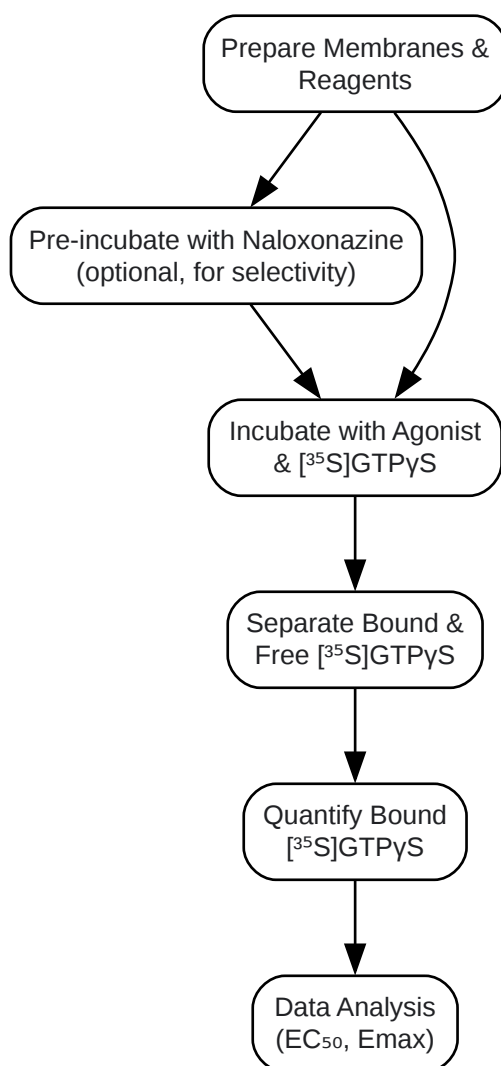 Prepare Membranes &
Reagents
Pre-incubate with Naloxonazine
(optional, for selectivity)
Incubate with Agonist
& [³⁵S]GTPγS
Separate Bound &
Free [³⁵S]GTPγS
Quantify Bound
[³⁵S]GTPγS
Data Analysis
(EC₅₀, Emax)